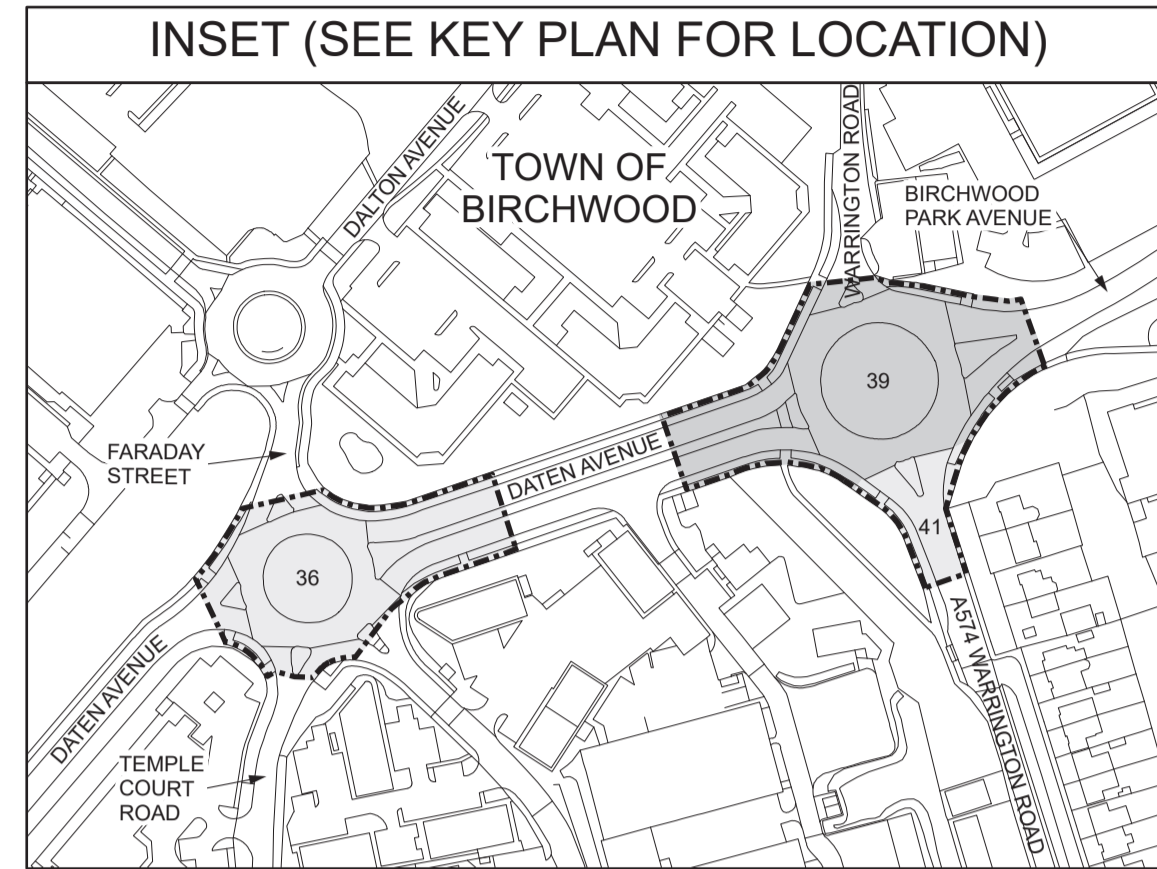 INSET (SEE KEY PLAN FOR LOCATION)
DALTON AVENUE
TOWN OF
BIRCHWOOD
WARRINGTON ROAD
BIRCHWOOD
PARK AVENUE
39
FARADAY
STREET
DATEN AVENUE
41
36
A574 WARRINGTON ROAD
DATEN AVENUE
TEMPLE
COURT
ROAD